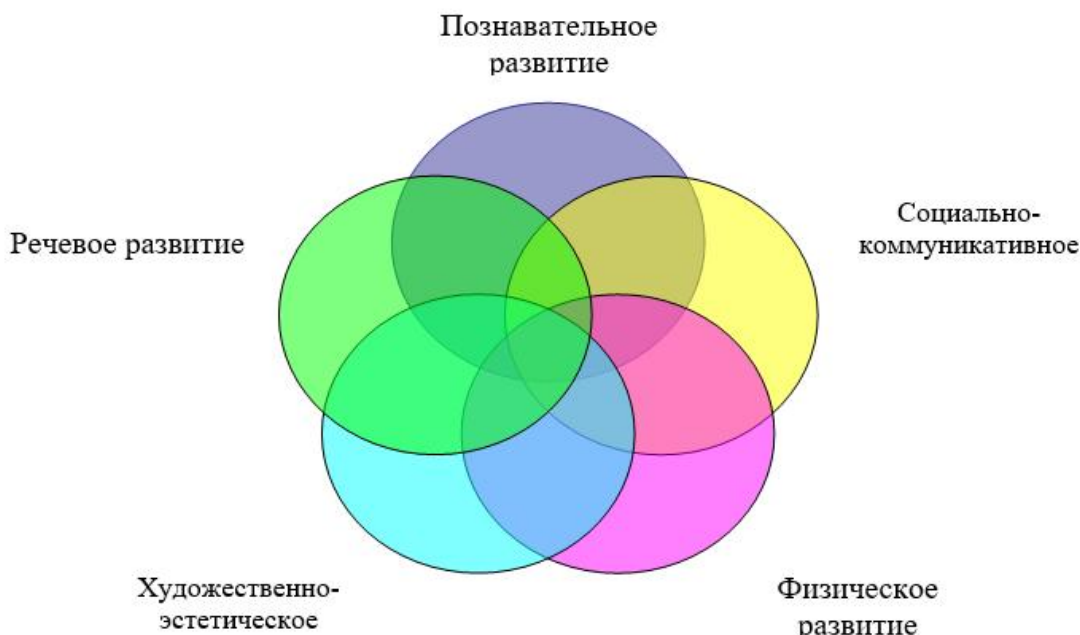 Познавательное
развитие
Социально-
коммуникативное
Речевое развитие
Художественно-
эстетическое
Физическое
развитие